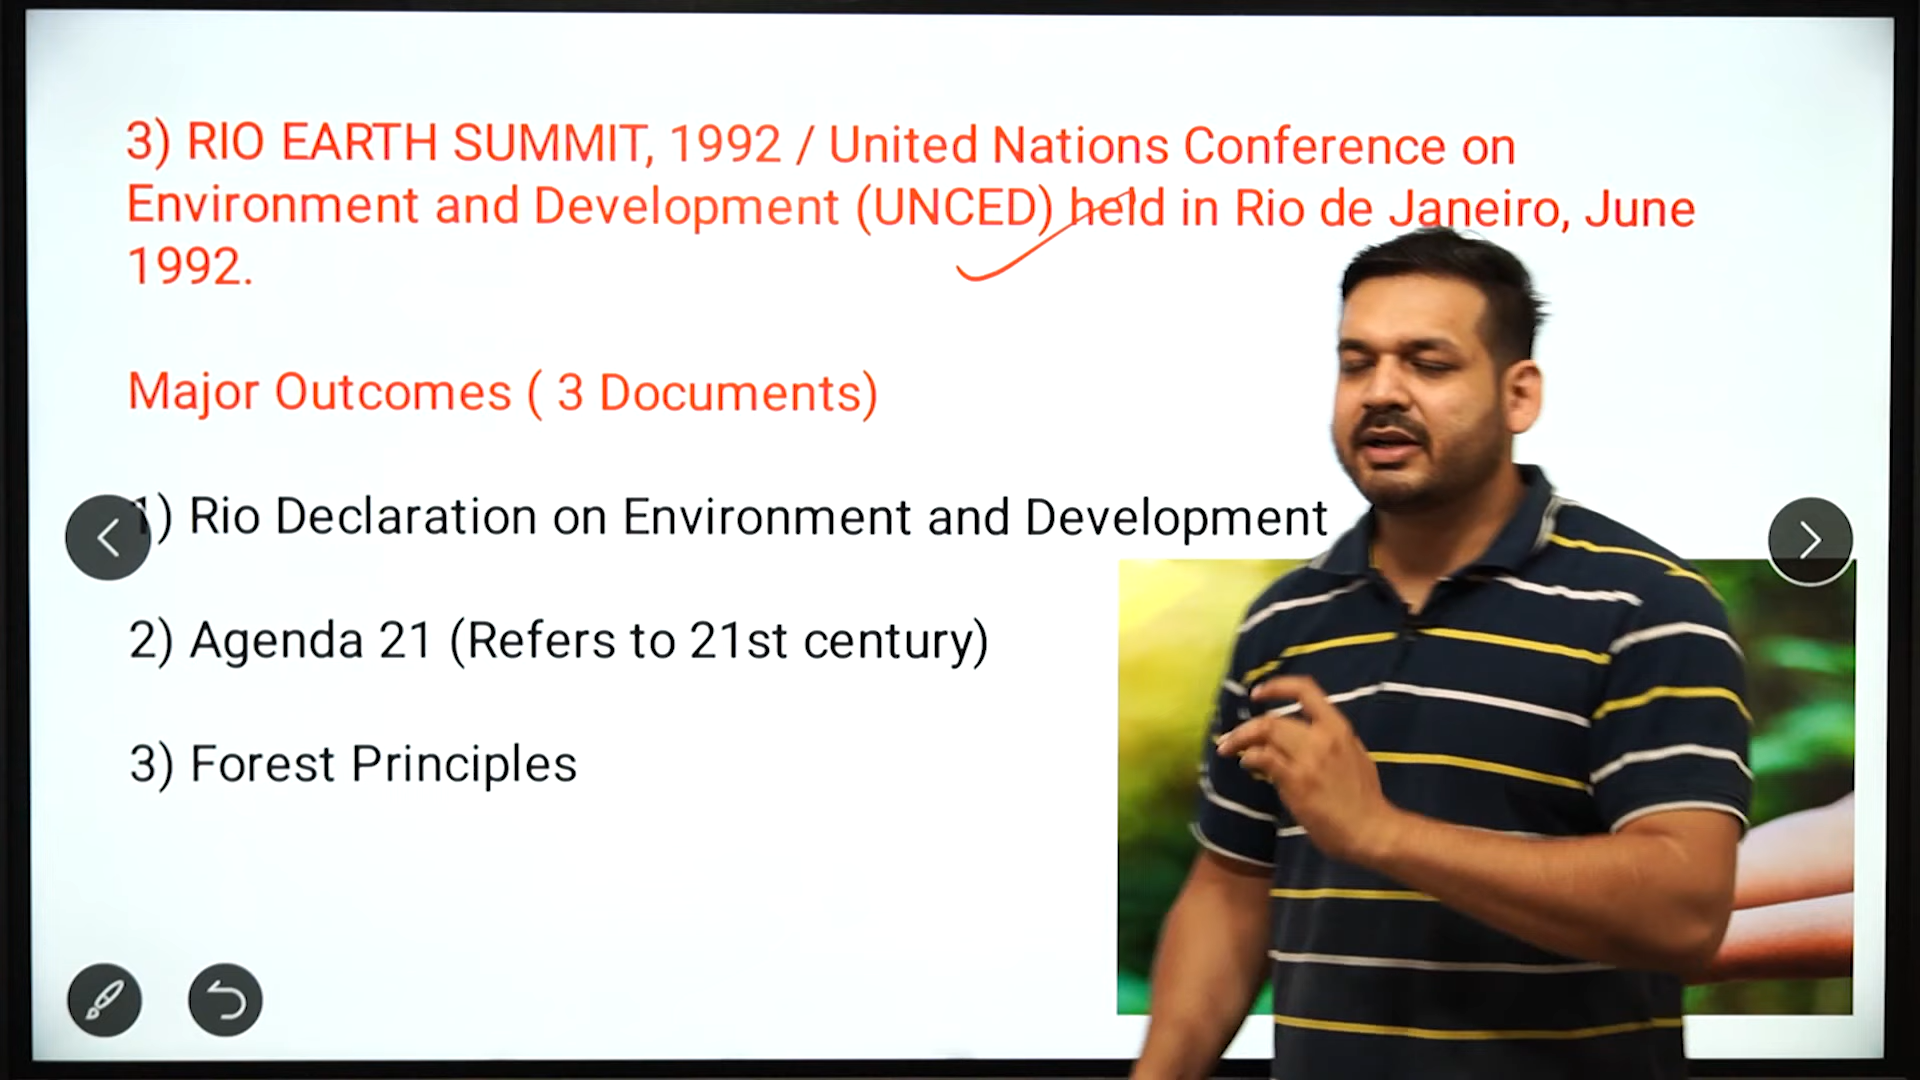 3) RIO EARTH SUMMIT, 1992 / United Nations Conference on
Environment and Development (UNCED) held in Rio de Janeiro, June
1992.
Major Outcomes ( 3 Documents)
1) Rio Declaration on Environment and Development
2) Agenda 21 (Refers to 21st century)
3) Forest Principles